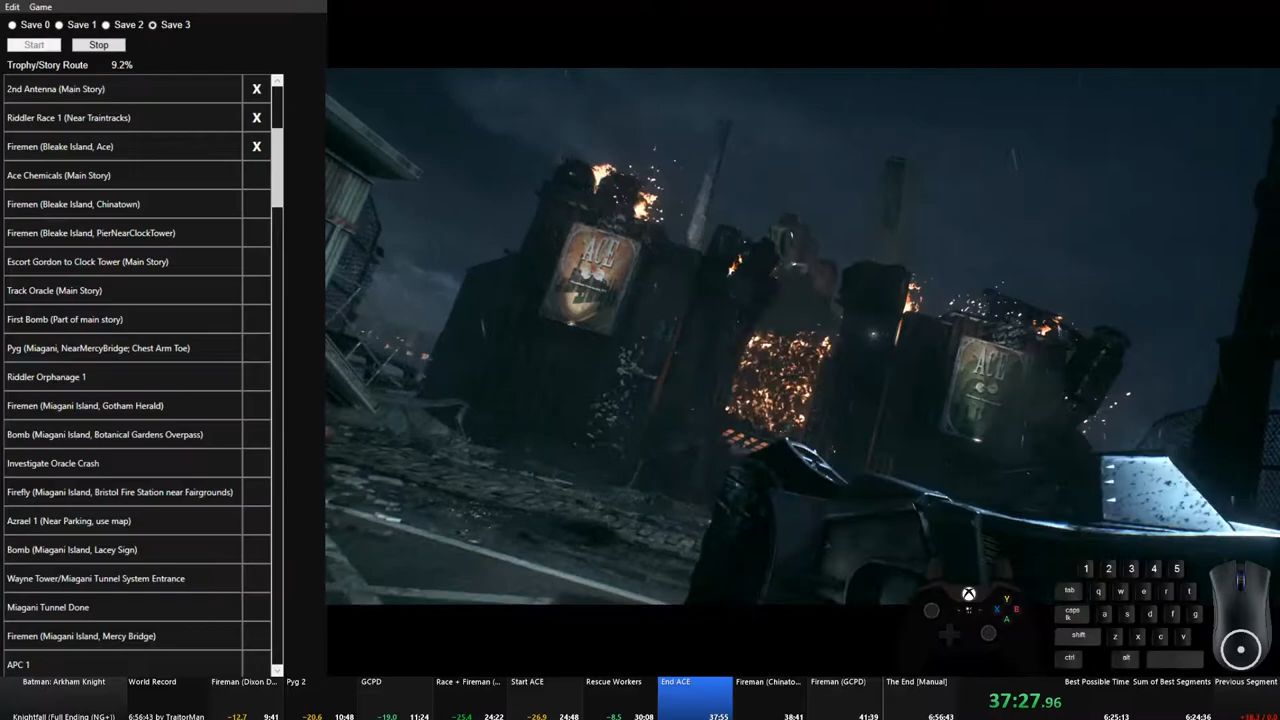 Edit Game
Save 0 Save 1 Save 2 Save 3
Start Stop
Trophy/Story Route 9.2%
2nd Antenna (Main Story) X
Riddler Race 1 (Near Traintracks) X
Firemen (Bleake Island, Ace) X
Ace Chemicals (Main Story)
Firemen (Bleake Island, Chinatown)
Firemen (Bleake Island, PierNearClockTower)
Escort Gordon to Clock Tower (Main Story)
Track Oracle (Main Story)
First Bomb (Part of main story)
Pyg (Miagani, NearMercyBridge; Chest Arm Toe)
Riddler Orphanage 1
Firemen (Miagani Island, Gotham Herald)
Bomb (Miagani Island, Botanical Gardens Overpass)
Investigate Oracle Crash
Firefly (Miagani Island, Bristol Fire Station near Fairgrounds)
Azrael 1 (Near Parking, use map)
Bomb (Miagani Island, Lacey Sign)
Wayne Tower/Miagani Tunnel System Entrance
Miagani Tunnel Done
Firemen (Miagani Island, Mercy Bridge)
APC 1
ACE
ACE
Y
X B
A
1 2 3 4 5
tab q w e r t
caps lk a s d f g
shift z x c v
ctrl alt
Batman: Arkham Knight World Record Fireman (Dixon D... Pyg 2 GCPD Race + Fireman (... Start ACE Rescue Workers End ACE Fireman (Chinato... Fireman (GCPD) The End [Manual] Best Possible Time Sum of Best Segments Previous Segment
37:27.96
Knightfall (Full Ending (NG+)) 6:56:43 by TraitorMan -12.7 9:41 -20.6 10:48 -19.0 11:24 -25.4 24:22 -26.9 24:48 -8.5 30:08 37:55 38:41 41:39 6:56:43 6:25:13 6:24:36 +18.3 / 0.0